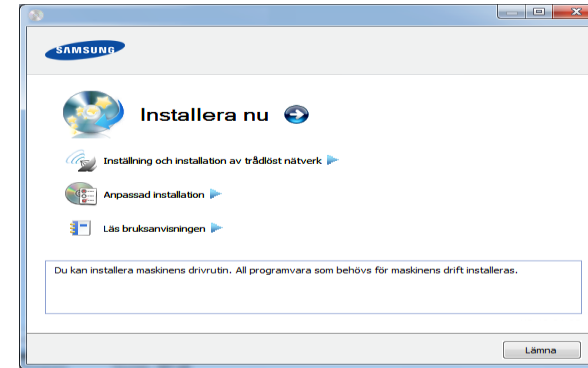 SAMSUNG
Installera nu
Inställning och installation av trådlöst nätverk
Anpassad installation
Läs bruksanvisningen
Du kan installera maskinens drivrutin. All programvara som behövs för maskinens drift installeras.
Lämna